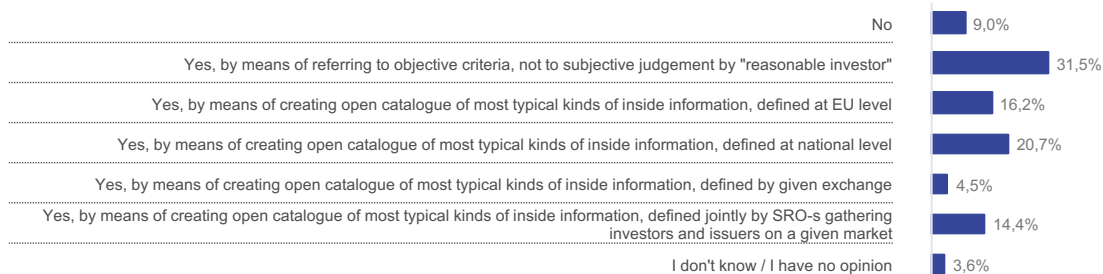 No 9,0%
Yes, by means of referring to objective criteria, not to subjective judgement by "reasonable investor" 31,5%
Yes, by means of creating open catalogue of most typical kinds of inside information, defined at EU level 16,2%
Yes, by means of creating open catalogue of most typical kinds of inside information, defined at national level 20,7%
Yes, by means of creating open catalogue of most typical kinds of inside information, defined by given exchange 4,5%
Yes, by means of creating open catalogue of most typical kinds of inside information, defined jointly by SRO-s gathering
investors and issuers on a given market 14,4%
I don't know / I have no opinion 3,6%